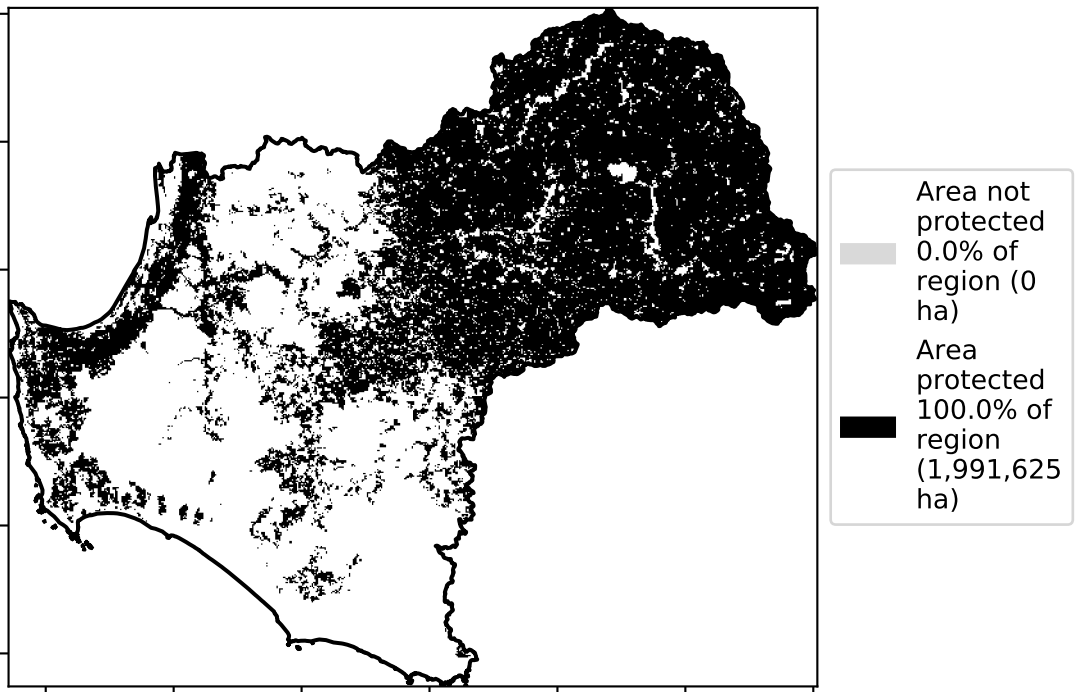 Area not
protected
0.0% of
region (0
ha)
Area
protected
100.0% of
region
(1,991,625
ha)